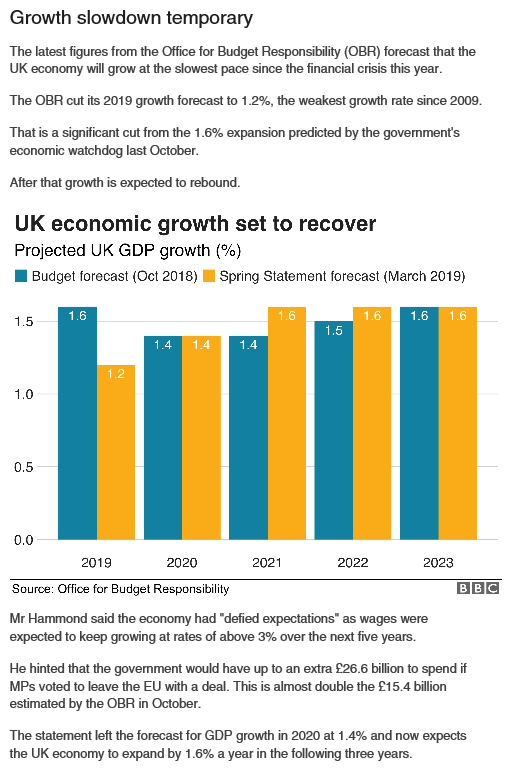 Growth slowdown temporary
The latest figures from the Office for Budget Responsibility (OBR) forecast that the
UK economy will grow at the slowest pace since the financial crisis this year.
The OBR cut its 2019 growth forecast to 1.2%, the weakest growth rate since 2009.
That is a significant cut from the 1.6% expansion predicted by the government's
economic watchdog last October.
After that growth is expected to rebound.
UK economic growth set to recover
Projected UK GDP growth (%)
Budget forecast (Oct 2018) Spring Statement forecast (March 2019)
1.6 1.6 1.6 1.6 1.6
1.5
1.5
1.4 1.4 1.4
1.2
1.0
0.5
0.0
2019 2020 2021 2022 2023
Source: Office for Budget Responsibility BBC
Mr Hammond said the economy had "defied expectations" as wages were
expected to keep growing at rates of above 3% over the next five years.
He hinted that the government would have up to an extra £26.6 billion to spend if
MPs voted to leave the EU with a deal. This is almost double the £15.4 billion
estimated by the OBR in October.
The statement left the forecast for GDP growth in 2020 at 1.4% and now expects
the UK economy to expand by 1.6% a year in the following three years.